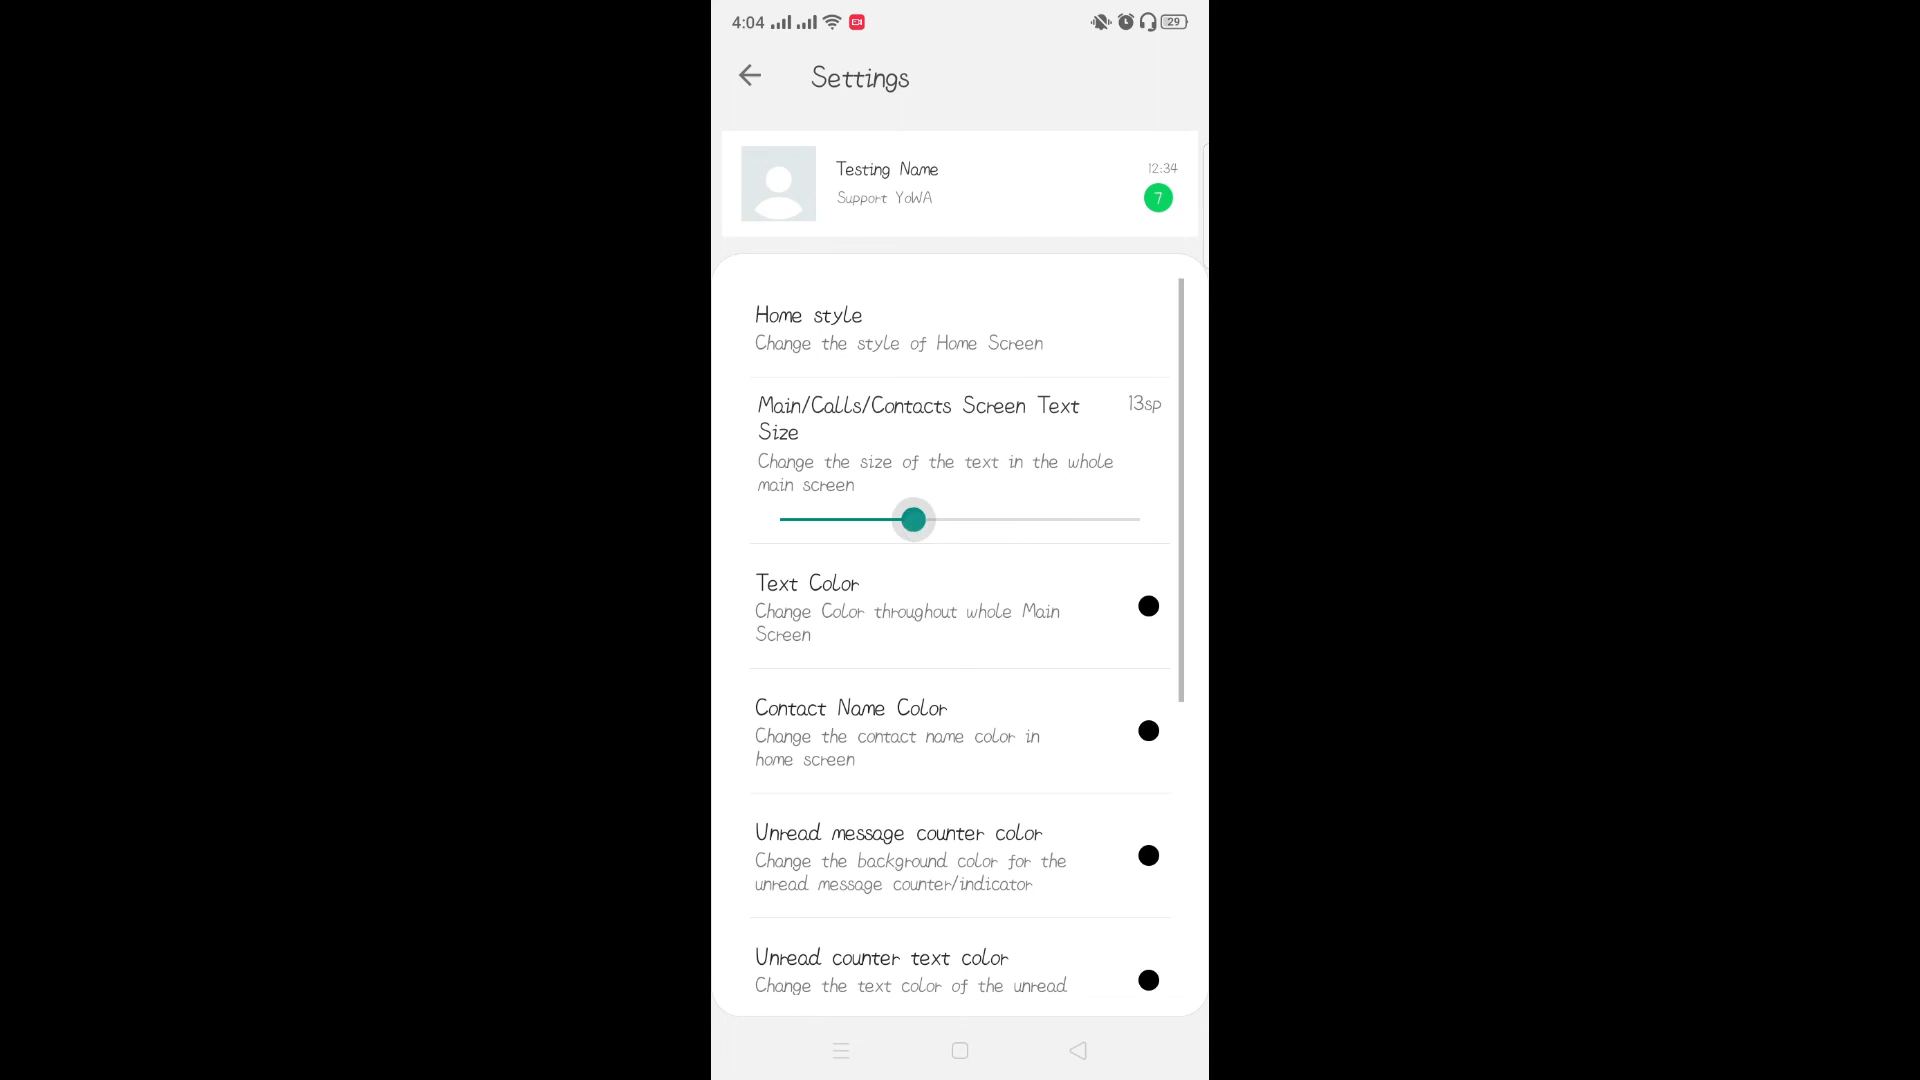 4:04
29
Settings
Testing Name
12:34
Support YoWA
7
Home style
Change the style of Home Screen
Main/Calls/Contacts Screen Text
13sp
Size
Change the size of the text in the whole
main screen
Text Color
Change Color throughout whole Main
Screen
Contact Name Color
Change the contact name color in
home screen
Unread message counter color
Change the background color for the
unread message counter/indicator
Unread counter text color
Change the text color of the unread